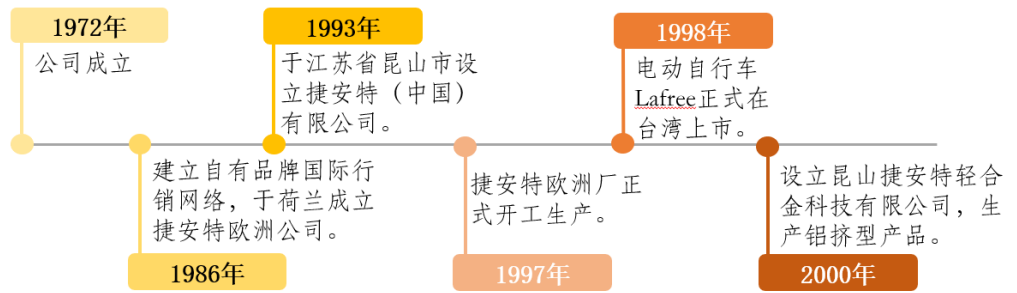 1972年
公司成立
1993年
于江苏省昆山市设
立捷安特（中国）
有限公司。
1998年
电动自行车
Lafree正式在
台湾上市。
建立自有品牌国际行
销网络，于荷兰成立
捷安特欧洲公司。
1986年
捷安特欧洲厂正
式开工生产。
1997年
设立昆山捷安特轻合
金科技有限公司，生
产铝挤型产品。
2000年